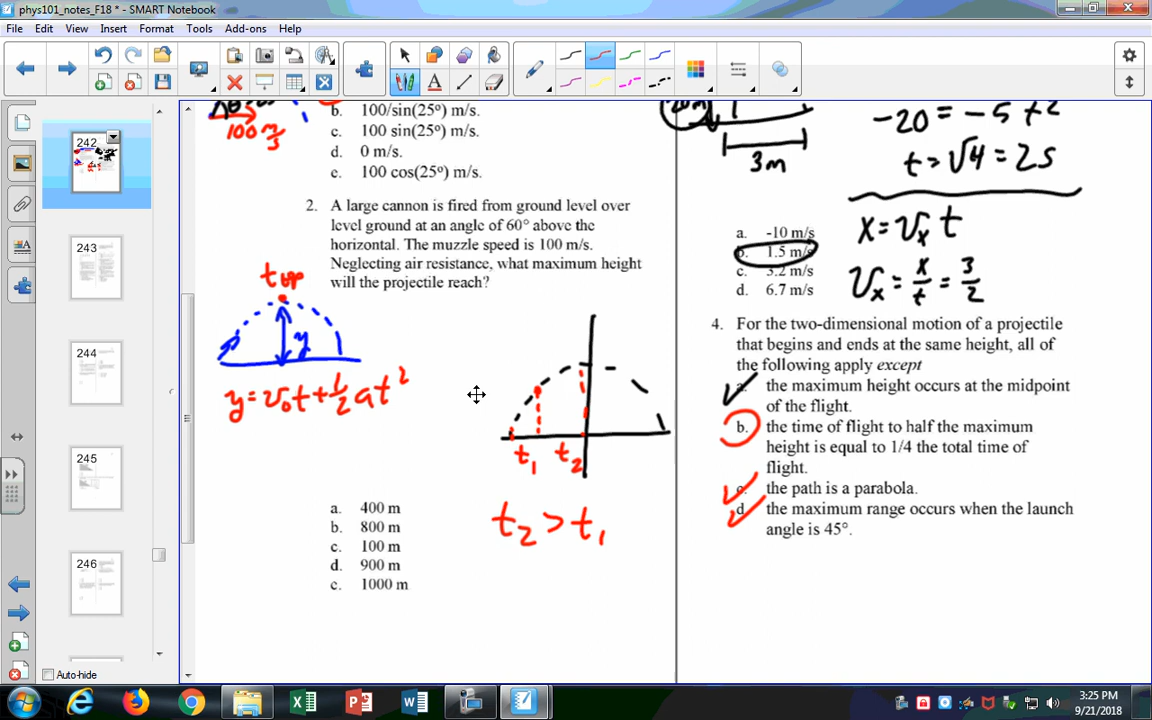 phys101_notes_F18 * - SMART Notebook
File Edit View Insert Format Tools Add-ons Help
242
243
244
245
246
Auto-hide
100 m/s
b. 100/sin(25º) m/s.
c. 100 sin(25º) m/s.
d. 0 m/s.
e. 100 cos(25º) m/s.
2. A large cannon is fired from ground level over
level ground at an angle of 60° above the
horizontal. The muzzle speed is 100 m/s.
Neglecting air resistance, what maximum height
will the projectile reach?
t top
y
y = v₀t + 1/2 at²
t₁ t₂
t₂ > t₁
a. 400 m
b. 800 m
c. 100 m
d. 900 m
e. 1000 m
3m
-20 = -5 t2
t = √4 = 2s
x = vₓ t
vₓ = x/t = 3/2
a. -10 m/s
b. 1.5 m/s
c. 3.2 m/s
d. 6.7 m/s
4. For the two-dimensional motion of a projectile
that begins and ends at the same height, all of
the following apply except
a. the maximum height occurs at the midpoint
of the flight.
b. the time of flight to half the maximum
height is equal to 1/4 the total time of
flight.
c. the path is a parabola.
d. the maximum range occurs when the launch
angle is 45°.
3:25 PM
9/21/2018